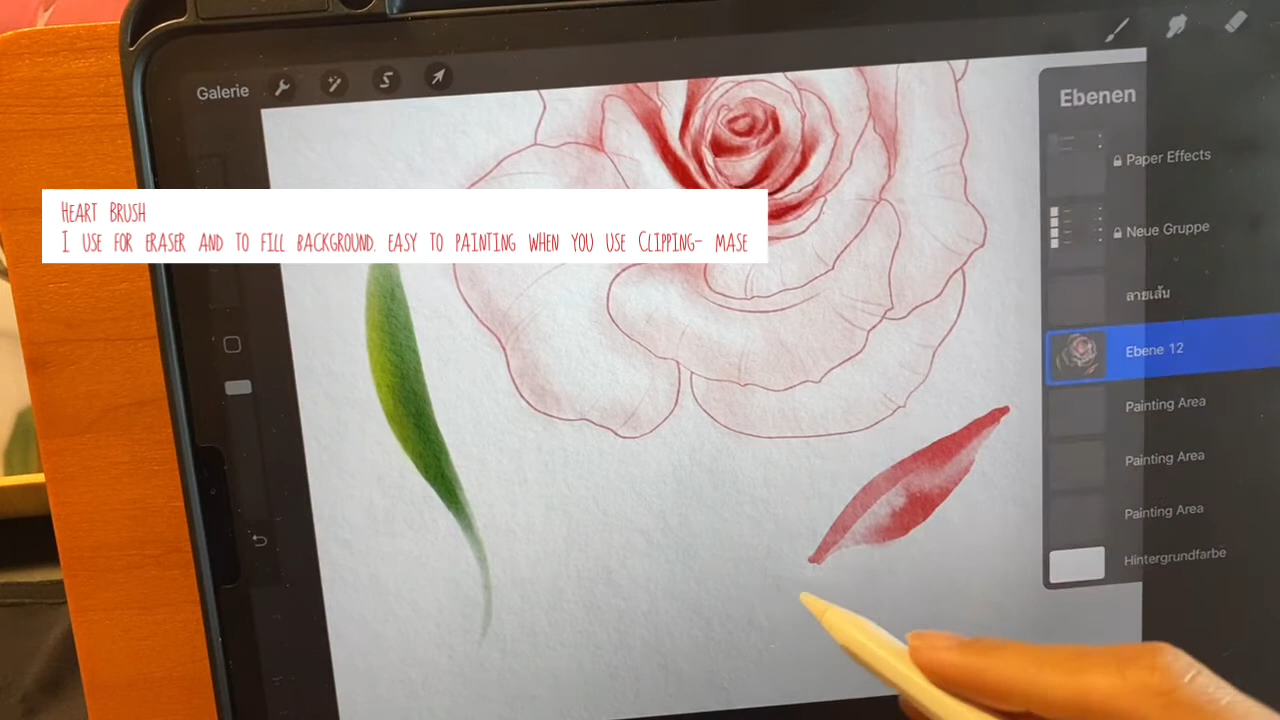 Galerie
Ebenen
Paper Effects
Neue Gruppe
ลายเส้น
Ebene 12
Painting Area
Painting Area
Painting Area
Hintergrundfarbe
Heart Brush
I use for eraser and to fill background. easy to painting when you use Clipping- mase